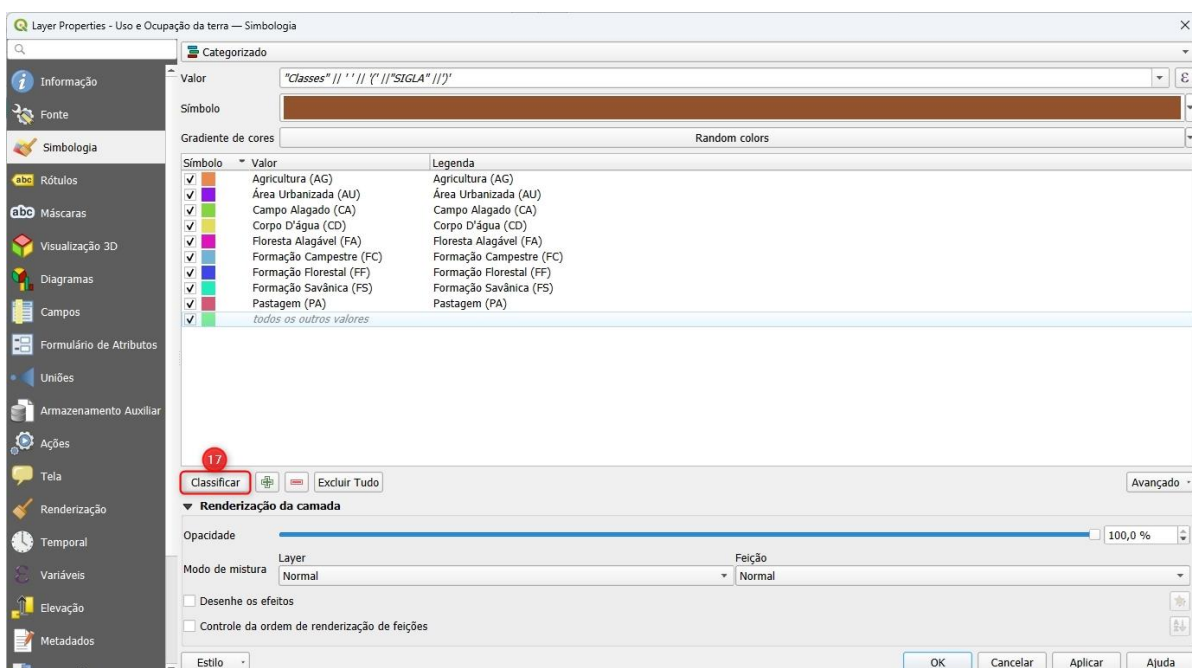 Layer Properties - Uso e Ocupação da terra — Simbologia
Informação
Fonte
Simbologia
Rótulos
Máscaras
Visualização 3D
Diagramas
Campos
Formulário de Atributos
Uniões
Armazenamento Auxiliar
Ações
Tela
Renderização
Temporal
Variáveis
Elevação
Metadados
Categorizado
Valor "Classes" // ' ' // '(' //"SIGLA" //')' ε
Símbolo
Gradiente de cores Random colors
Símbolo Valor Legenda
Agricultura (AG) Agricultura (AG)
Área Urbanizada (AU) Área Urbanizada (AU)
Campo Alagado (CA) Campo Alagado (CA)
Corpo D'água (CD) Corpo D'água (CD)
Floresta Alagável (FA) Floresta Alagável (FA)
Formação Campestre (FC) Formação Campestre (FC)
Formação Florestal (FF) Formação Florestal (FF)
Formação Savânica (FS) Formação Savânica (FS)
Pastagem (PA) Pastagem (PA)
todos os outros valores
17
Classificar Excluir Tudo Avançado
Renderização da camada
Opacidade 100,0 %
Modo de mistura
Layer Feição
Normal Normal
Desenhe os efeitos
Controle da ordem de renderização de feições
Estilo OK Cancelar Aplicar Ajuda